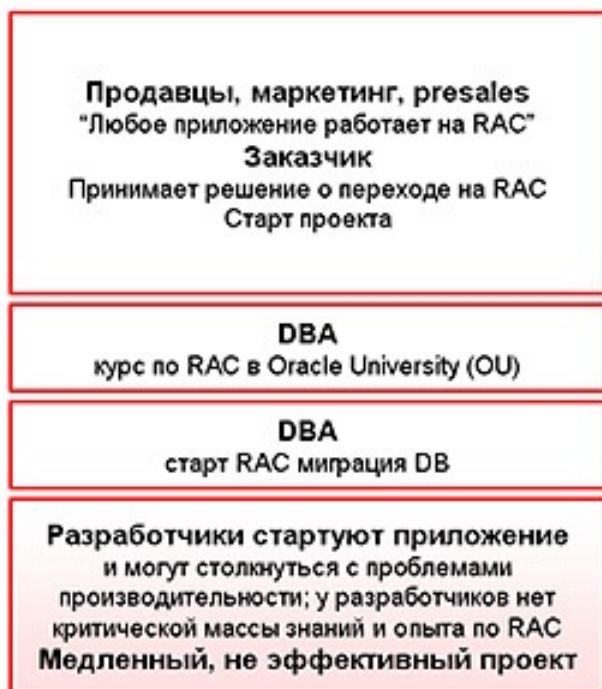 Продавцы, маркетинг, presales
“Любое приложение работает на RAC”
Заказчик
Принимает решение о переходе на RAC
Старт проекта
DBA
курс по RAC в Oracle University (OU)
DBA
старт RAC миграция DB
Разработчики стартуют приложение
и могут столкнуться с проблемами
производительности; у разработчиков нет
критической массы знаний и опыта по RAC
Медленный, не эффективный проект